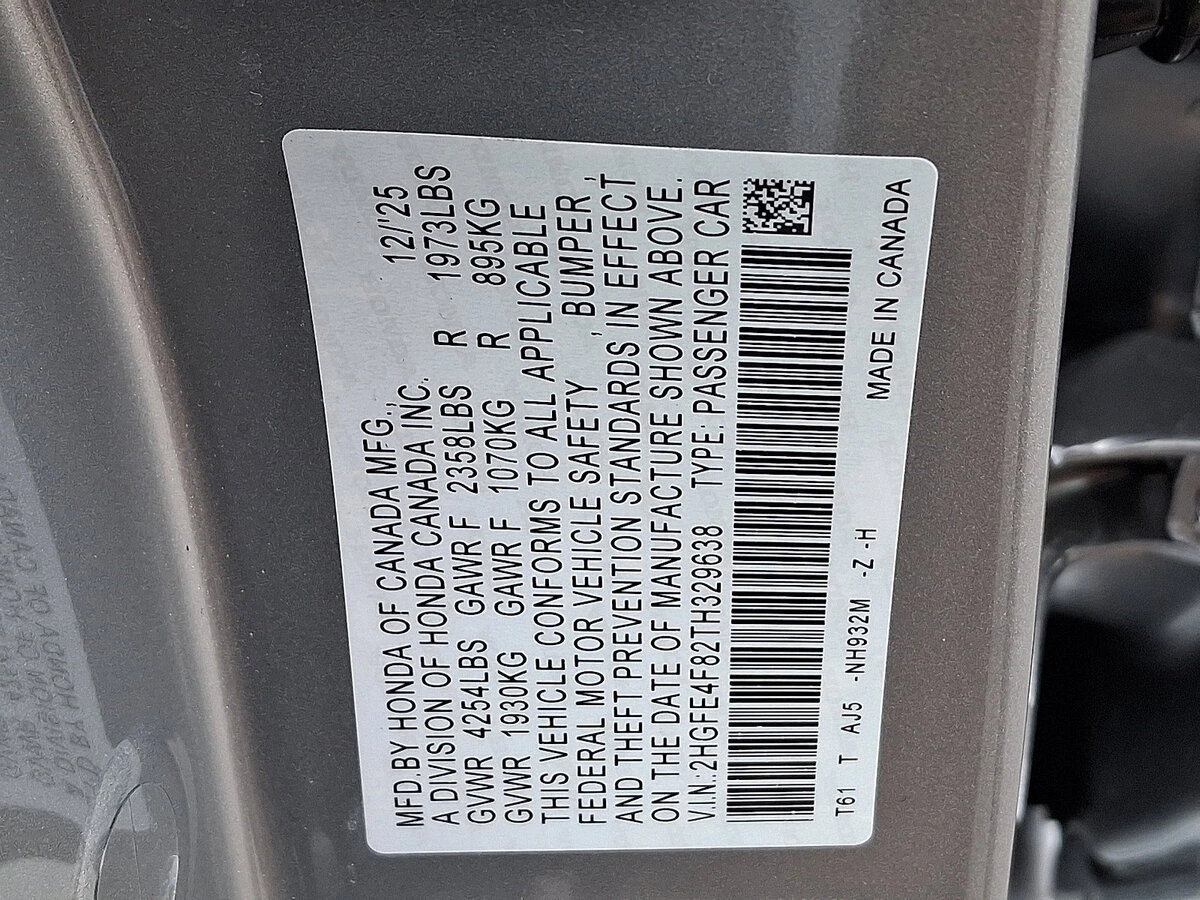 MFD.BY HONDA OF CANADA MFG., 12/'25
A DIVISION OF HONDA CANADA INC.
GVWR 4254LBS GAWR F 2358LBS R 1973LBS
GVWR 1930KG GAWR F 1070KG R 895KG
THIS VEHICLE CONFORMS TO ALL APPLICABLE
FEDERAL MOTOR VEHICLE SAFETY , BUMPER ,
AND THEFT PREVENTION STANDARDS IN EFFECT
ON THE DATE OF MANUFACTURE SHOWN ABOVE.
V.I.N.:2HGFE4F82TH329638 TYPE: PASSENGER CAR
T61 T AJ5 -NH932M -Z -H MADE IN CANADA